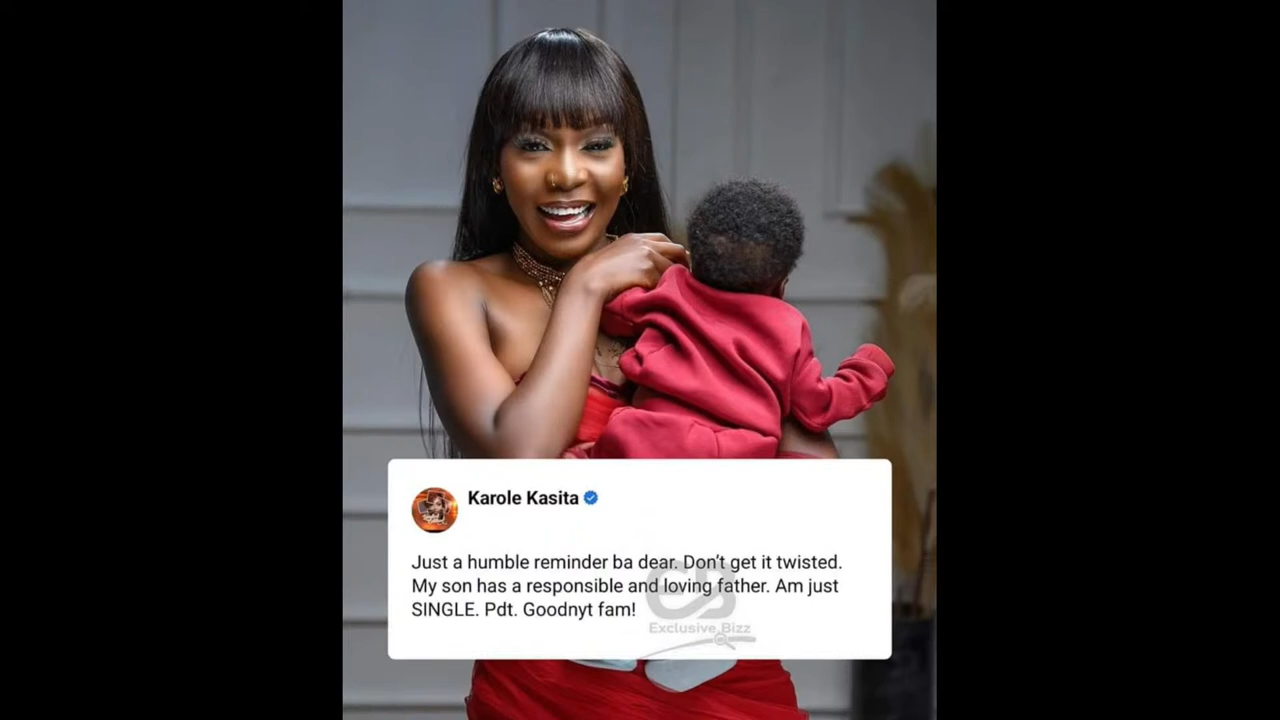 Karole Kasita
Just a humble reminder ba dear. Don't get it twisted.
My son has a responsible and loving father. Am just
SINGLE. Pdt. Goodnyt fam!
EB
Exclusive Bizz